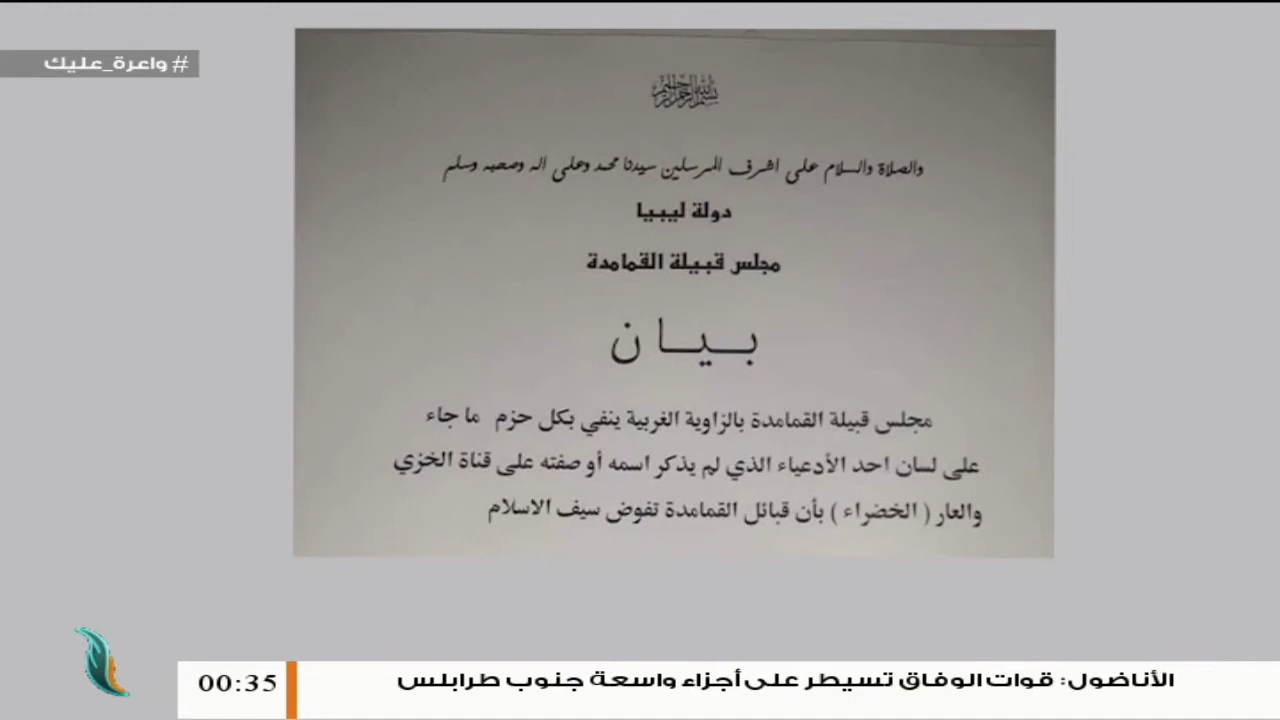 #واعرة_عليك
بسم الله الرحمن الرحيم
والصلاة والسلام على اشرف المرسلين سيدنا محمد وعلى اله وصحبه وسلم
دولة ليبيا
مجلس قبيلة القمامدة
بيان
مجلس قبيلة القمامدة بالزاوية الغربية ينفي بكل حزم ما جاء
على لسان احد الأدعياء الذي لم يذكر اسمه أو صفته على قناة الخزي
والعار ( الخضراء ) بأن قبائل القمامدة تفوض سيف الاسلام
الأناضول: قوات الوفاق تسيطر على أجزاء واسعة جنوب طرابلس
00:35